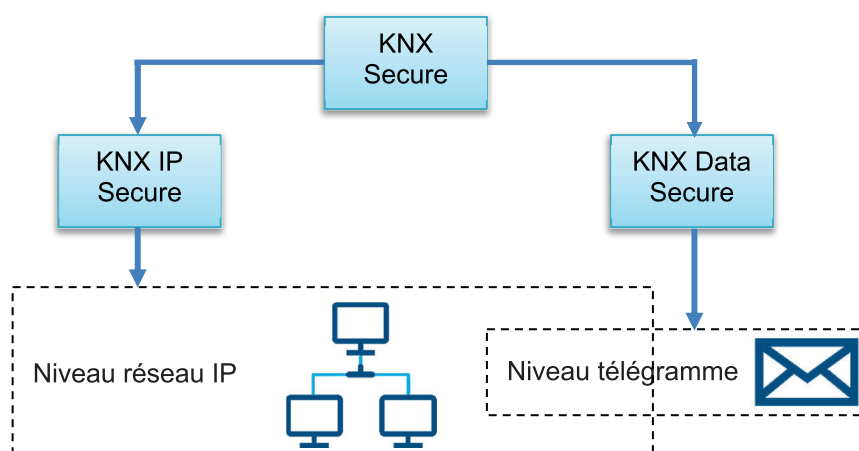 KNX
Secure
KNX IP
Secure
KNX Data
Secure
Niveau réseau IP
Niveau télégramme